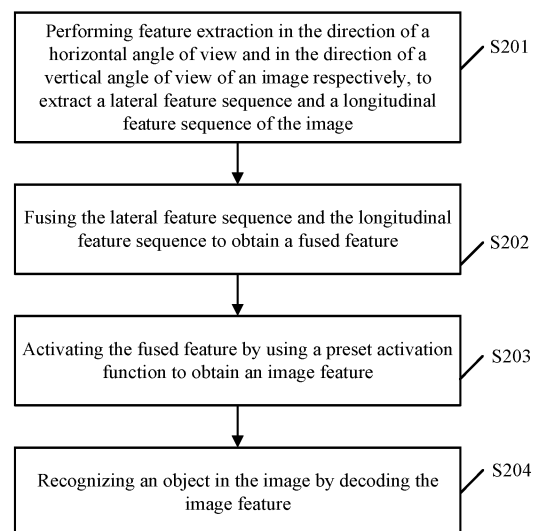 Performing feature extraction in the direction of a
horizontal angle of view and in the direction of a
vertical angle of view of an image respectively, to
extract a lateral feature sequence and a longitudinal
feature sequence of the image
S201
Fusing the lateral feature sequence and the longitudinal
feature sequence to obtain a fused feature
S202
Activating the fused feature by using a preset activation
function to obtain an image feature
S203
Recognizing an object in the image by decoding the
image feature
S204